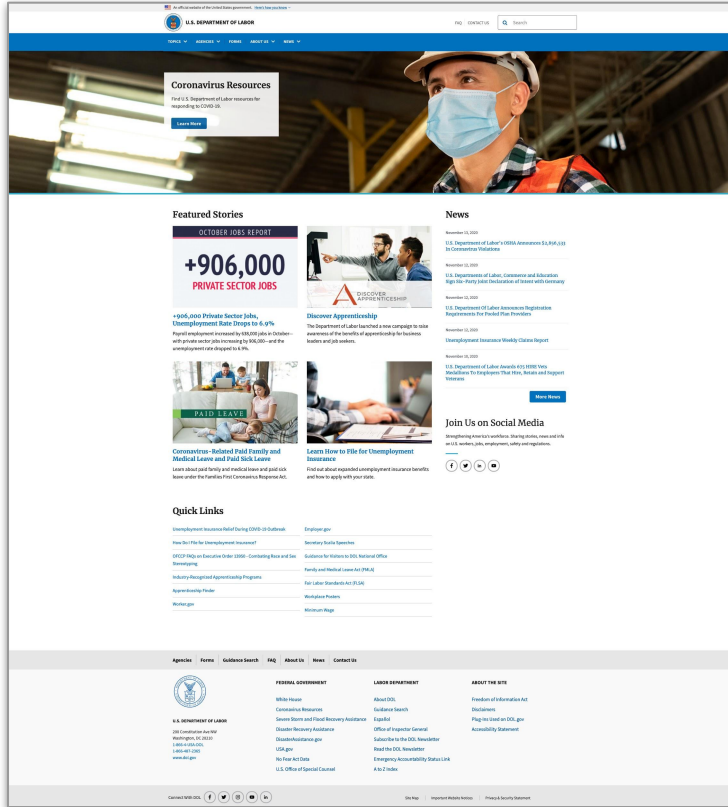 An official website of the United States government.  Here's how you know
U.S. DEPARTMENT OF LABOR
FAQ  CONTACT US  Search
TOPICS  AGENCIES  FORMS  ABOUT US  NEWS
Coronavirus Resources
Find U.S. Department of Labor resources for
responding to COVID-19.
Learn More
Featured Stories
OCTOBER JOBS REPORT
+906,000
PRIVATE SECTOR JOBS
+906,000 Private Sector Jobs,
Unemployment Rate Drops to 6.9%
Payroll employment increased by 638,000 jobs in October–
with private sector jobs increasing by 906,000–and the
unemployment rate dropped to 6.9%.
DISCOVER
APPRENTICESHIP
Discover Apprenticeship
The Department of Labor launched a new campaign to raise
awareness of the benefits of apprenticeship for business
leaders and job seekers.
PAID LEAVE
Coronavirus-Related Paid Family and
Medical Leave and Paid Sick Leave
Learn about paid family and medical leave and paid sick
leave under the Families First Coronavirus Response Act.
Learn How to File for Unemployment
Insurance
Find out about expanded unemployment insurance benefits
and how to apply with your state.
News
November 13, 2020
U.S. Department of Labor's OSHA Announces $2,856,533
In Coronavirus Violations
November 12, 2020
U.S. Departments of Labor, Commerce and Education
Sign Six-Party Joint Declaration of Intent with Germany
November 12, 2020
U.S. Department Of Labor Announces Registration
Requirements For Pooled Plan Providers
November 12, 2020
Unemployment Insurance Weekly Claims Report
November 10, 2020
U.S. Department of Labor Awards 675 HIRE Vets
Medallions To Employers That Hire, Retain and Support
Veterans
More News
Join Us on Social Media
Strengthening America's workforce. Sharing stories, news and info
on U.S. workers, jobs, employment, safety and regulations.
Quick Links
Unemployment Insurance Relief During COVID-19 Outbreak
How Do I File for Unemployment Insurance?
OFCCP FAQs on Executive Order 13950 - Combating Race and Sex
Stereotyping
Industry-Recognized Apprenticeship Programs
Apprenticeship Finder
Worker.gov
Employer.gov
Secretary Scalia Speeches
Guidance for Visitors to DOL National Office
Family and Medical Leave Act (FMLA)
Fair Labor Standards Act (FLSA)
Workplace Posters
Minimum Wage
Agencies  Forms  Guidance Search  FAQ  About Us  News  Contact Us
U.S. DEPARTMENT OF LABOR
200 Constitution Ave NW
Washington, DC 20210
1-866-4-USA-DOL
1-866-487-2365
www.dol.gov
FEDERAL GOVERNMENT
White House
Coronavirus Resources
Severe Storm and Flood Recovery Assistance
Disaster Recovery Assistance
DisasterAssistance.gov
USA.gov
No Fear Act Data
U.S. Office of Special Counsel
LABOR DEPARTMENT
About DOL
Guidance Search
Español
Office of Inspector General
Subscribe to the DOL Newsletter
Read the DOL Newsletter
Emergency Accountability Status Link
A to Z Index
ABOUT THE SITE
Freedom of Information Act
Disclaimers
Plug-Ins Used on DOL.gov
Accessibility Statement
Connect With DOL
Site Map  Important Website Notices  Privacy & Security Statement